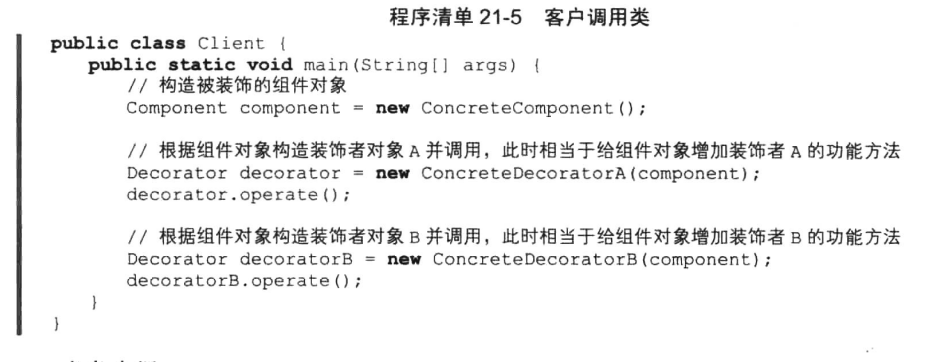 程序清单 21-5 客户调用类
public class Client {
public static void main(String[] args) {
// 构造被装饰的组件对象
Component component = new ConcreteComponent();
// 根据组件对象构造装饰者对象 A 并调用，此时相当于给组件对象增加装饰者 A 的功能方法
Decorator decorator = new ConcreteDecoratorA(component);
decorator.operate();
// 根据组件对象构造装饰者对象 B 并调用，此时相当于给组件对象增加装饰者 B 的功能方法
Decorator decoratorB = new ConcreteDecoratorB(component);
decoratorB.operate();
}
}